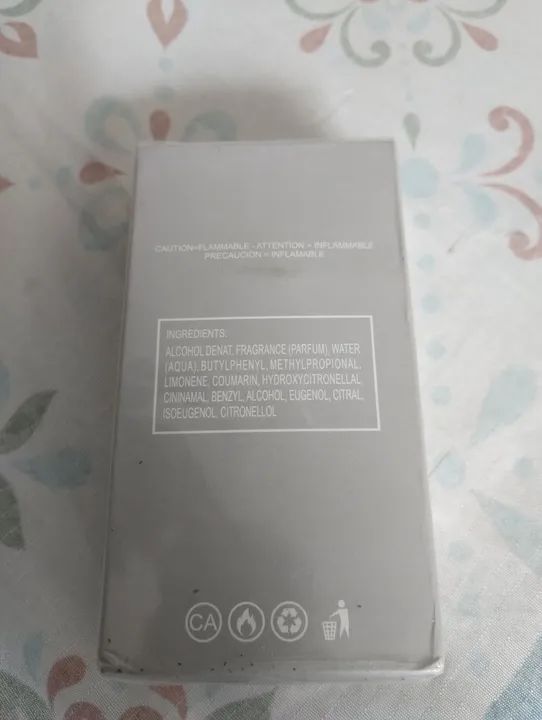 CAUTION=FLAMMABLE - ATTENTION = INFLAMMABLE
PRECAUCION = INFLAMABLE
INGREDIENTS:
ALCOHOL DENAT, FRAGRANCE (PARFUM), WATER
(AQUA), BUTYLPHENYL, METHYLPROPIONAL,
LIMONENE, COUMARIN, HYDROXYCITRONELLAL,
CININAMAL, BENZYL, ALCOHOL, EUGENOL, CITRAL,
ISOEUGENOL, CITRONELLOL
CA